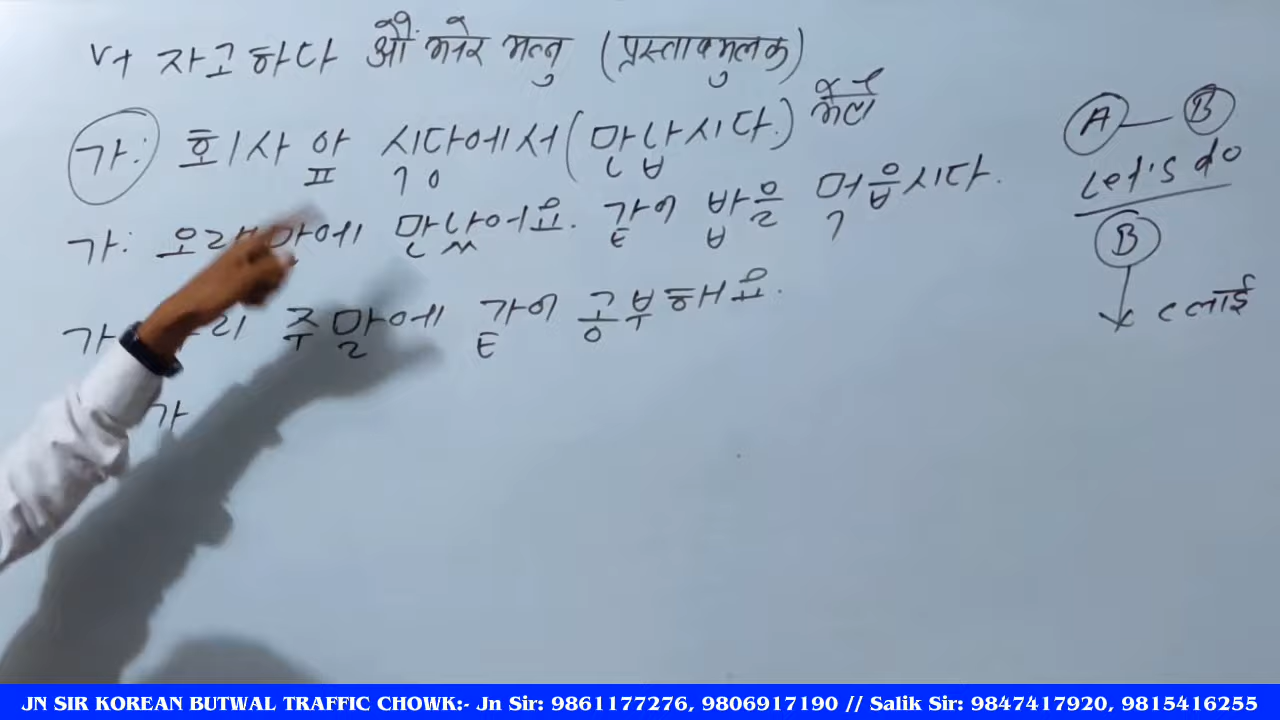 V+ 자고하다 औं भनेर भन्नु (प्रस्तावमुलक)
가: 회사 앞 식당에서 (만납시다.) भेटौं
가: 오래만에 만났어요. 같이 밥을 먹읍시다.
가 리 주말에 같이 공부해요.
가
A — B
Let's do
B
लाई
JN SIR KOREAN BUTWAL TRAFFIC CHOWK:- Jn Sir: 9861177276, 9806917190 // Salik Sir: 9847417920, 9815416255